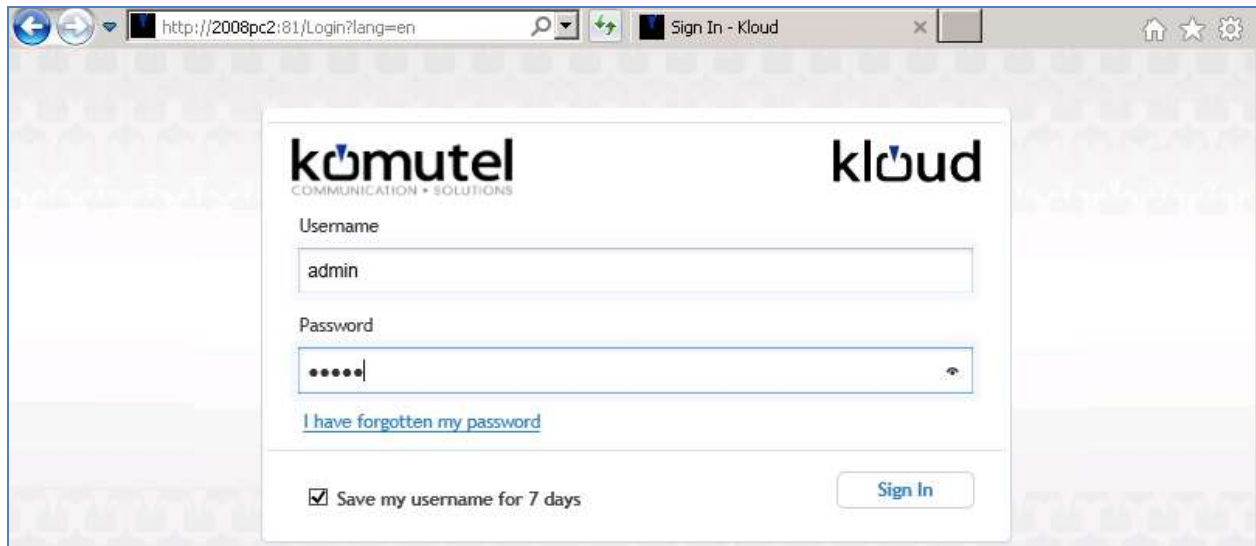 http://2008pc2:81/Login?lang=en
Sign In - Kloud
komutel
kloud
COMMUNICATION • SOLUTIONS
Username
admin
Password
•••••
I have forgotten my password
Save my username for 7 days
Sign In